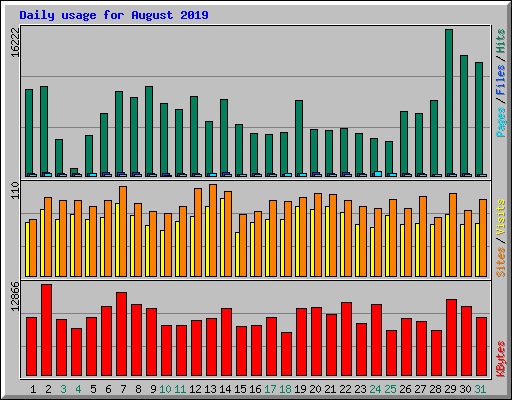 Daily usage for August 2019
16222
Pages/Files/Hits
110
Sites/Visits
12866
KBytes
1 2 3 4 5 6 7 8 9 10 11 12 13 14 15 16 17 18 19 20 21 22 23 24 25 26 27 28 29 30 31